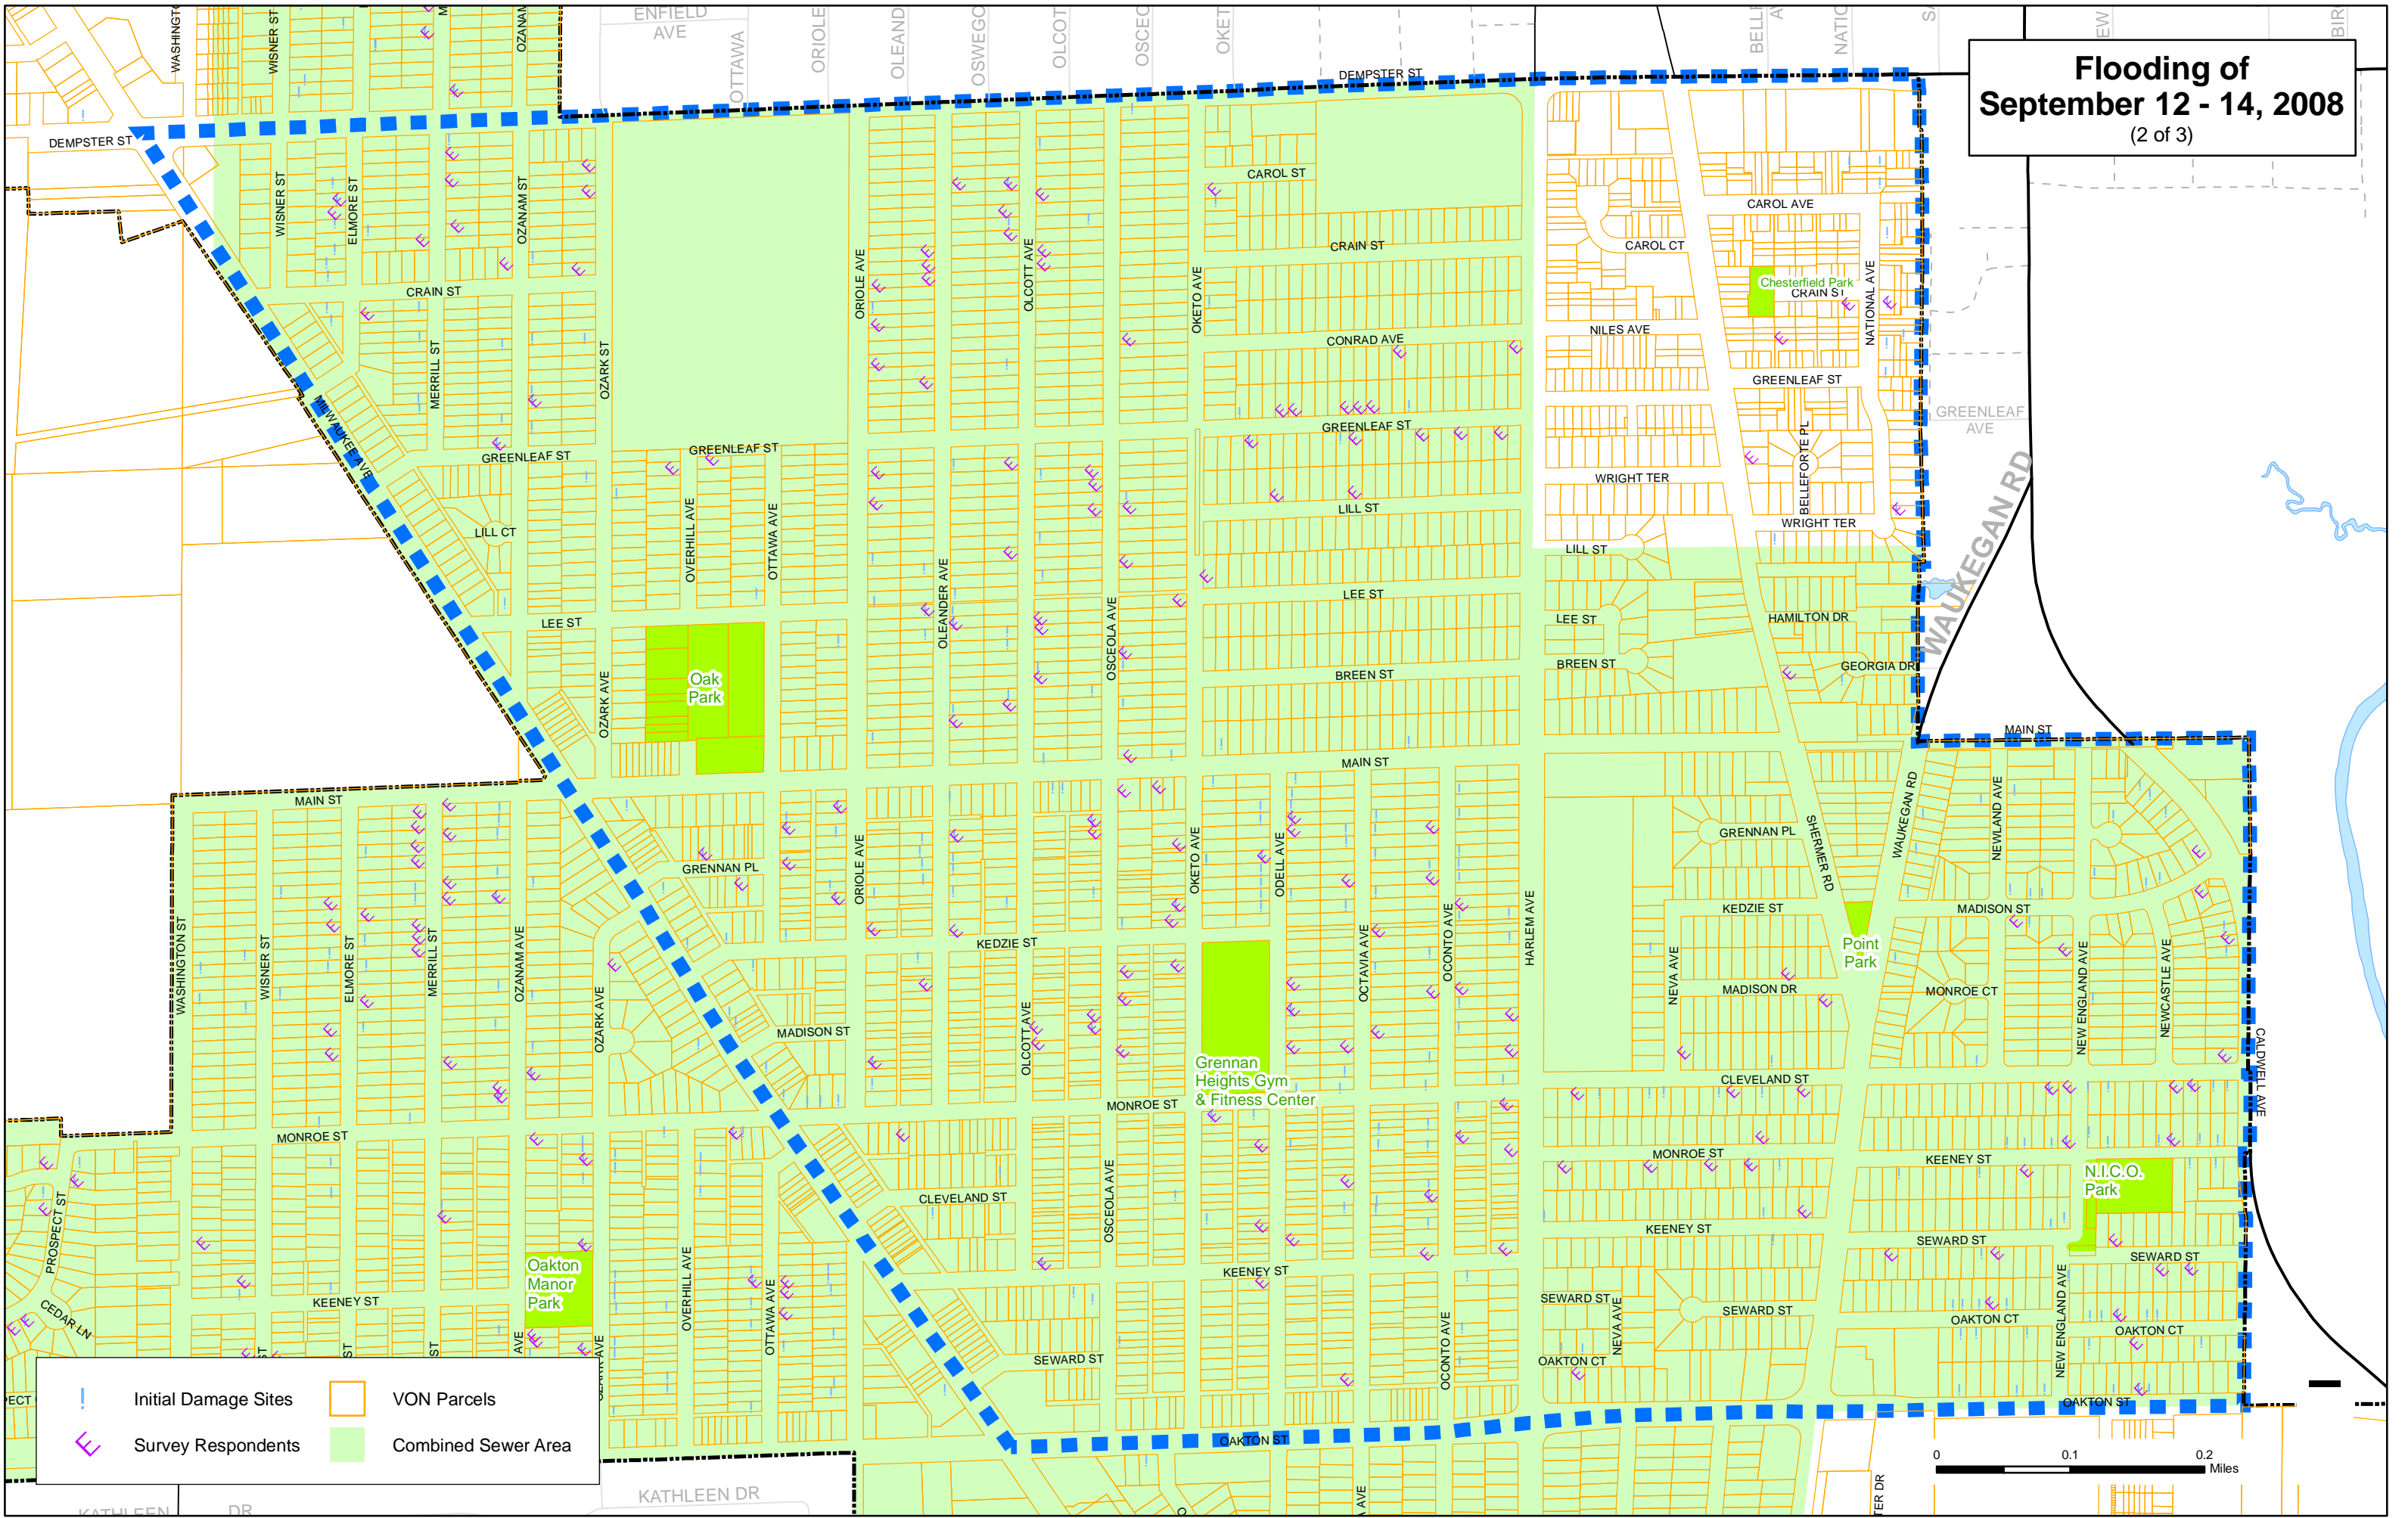 Flooding of
September 12 - 14, 2008
(2 of 3)
WISNER ST
ENFIELD
AVE
OTTAWA
ORIOLE
OLEAND
OSWEGO
OLCOT
OSCEO
OKET
DEMPSTER ST
DEMPSTER ST
WISNER ST
ELMORE ST
OZANAM ST
CAROL ST
CAROL AVE
CRAIN ST
CAROL CT
ORIOLE AVE
OLCOTT AVE
OKETO AVE
NATIONAL AVE
Chesterfield Park
CRAIN ST
CRAIN ST
MERRILL ST
OZARK ST
CONRAD AVE
NILES AVE
GREENLEAF ST
MILWAUKEE AVE
GREENLEAF
AVE
GREENLEAF ST
GREENLEAF ST
GREENLEAF ST
BELLEFORTE PL
WRIGHT TER
WAUKEGAN RD
LILL ST
WRIGHT TER
LILL CT
OVERHILL AVE
OTTAWA AVE
LILL ST
OLEANDER AVE
OSCEOLA AVE
LEE ST
LEE ST
LEE ST
HAMILTON DR
BREEN ST
GEORGIA DR
BREEN ST
Oak
Park
OZARK AVE
MAIN ST
MAIN ST
MAIN ST
GRENNAN PL
SHERMER RD
WAUKEGAN RD
NEWLAND AVE
GRENNAN PL
ORIOLE AVE
OKETO AVE
ODELL AVE
KEDZIE ST
MADISON ST
KEDZIE ST
OCTAVIA AVE
OCONTO AVE
HARLEM AVE
Point
Park
WASHINGTON ST
WISNER ST
ELMORE ST
MERRILL ST
OZANAM AVE
NEVA AVE
MADISON DR
MONROE CT
NEW ENGLAND AVE
NEWCASTLE AVE
OZARK AVE
MADISON ST
OLCOTT AVE
Grennan
Heights Gym
& Fitness Center
CALDWELL AVE
CLEVELAND ST
MONROE ST
MONROE ST
MONROE ST
KEENEY ST
N.I.C.O.
Park
PROSPECT ST
CLEVELAND ST
OSCEOLA AVE
KEENEY ST
SEWARD ST
SEWARD ST
Oakton
Manor
Park
OVERHILL AVE
OTTAWA AVE
KEENEY ST
KEENEY ST
CEDAR LN
SEWARD ST
NEVA AVE
SEWARD ST
OAKTON CT
NEW ENGLAND AVE
OAKTON CT
SEWARD ST
OCONTO AVE
OAKTON CT
OAKTON ST
OAKTON ST
Initial Damage Sites
VON Parcels
Survey Respondents
Combined Sewer Area
0 0.1 0.2
Miles
KATHLEEN DR
KATHLEEN DR
TER DR